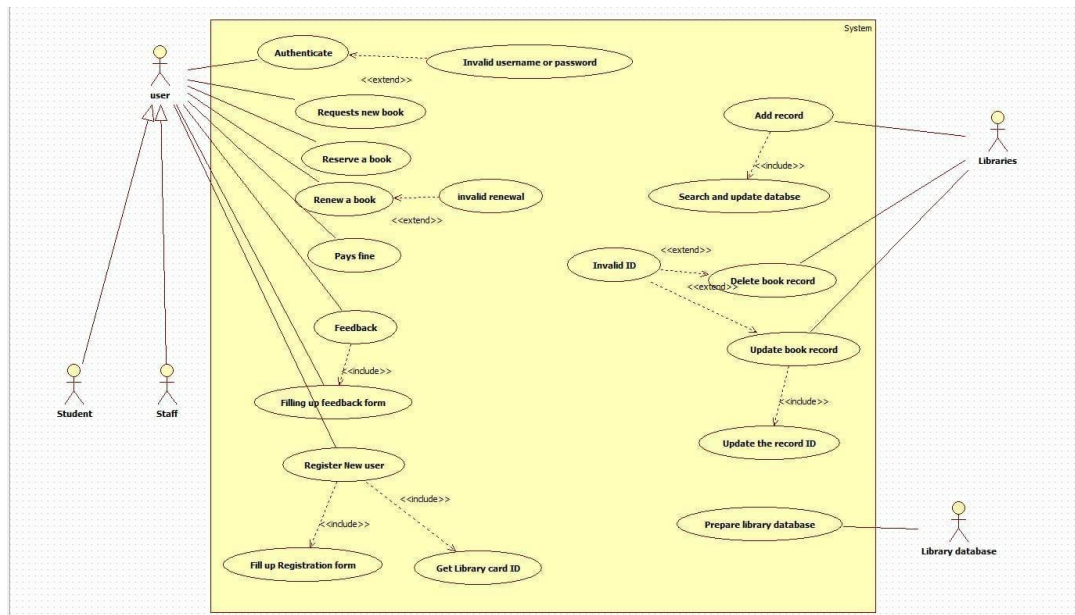 System
Authenticate
Invalid username or password
<<extend>>
user
Requests new book
Add record
Reserve a book
Libraries
<<include>>
Renew a book
invalid renewal
Search and update databse
<<extend>>
Pays fine
<<extend>>
Invalid ID
Delete book record
<<extend>>
Feedback
Update book record
<<include>>
Student
Staff
Filling up feedback form
<<include>>
Update the record ID
Register New user
<<include>>
<<include>>
Prepare library database
Library database
Fill up Registration form
Get Library card ID